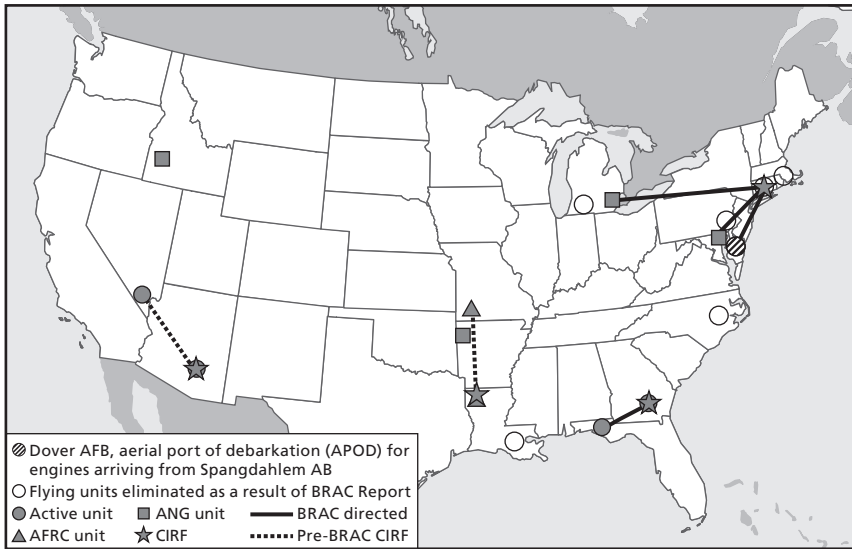 Dover AFB, aerial port of debarkation (APOD) for
engines arriving from Spangdahlem AB
Flying units eliminated as a result of BRAC Report
Active unit ANG unit BRAC directed
AFRC unit CIRF Pre-BRAC CIRF